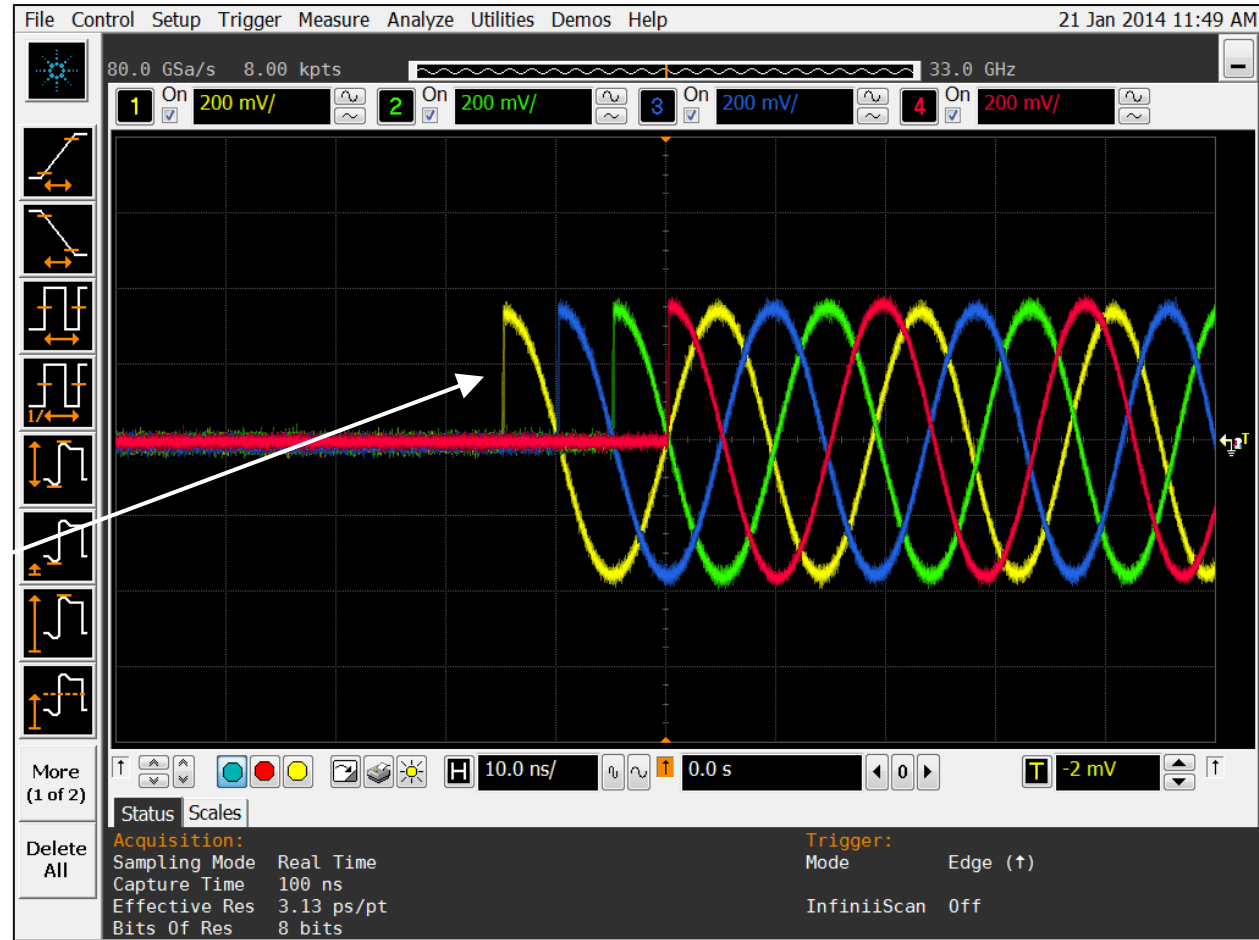 File Control Setup Trigger Measure Analyze Utilities Demos Help 21 Jan 2014 11:49 AM
80.0 GSa/s 8.00 kpts 33.0 GHz
1 On 200 mV/ 2 On 200 mV/ 3 On 200 mV/ 4 On 200 mV/
T
1/
More
(1 of 2)
H 10.0 ns/ 0.0 s 0 T -2 mV
Status Scales
Delete
All
Acquisition: Trigger:
Sampling Mode Real Time Mode Edge (↑)
Capture Time 100 ns
Effective Res 3.13 ps/pt InfiniiScan Off
Bits Of Res 8 bits